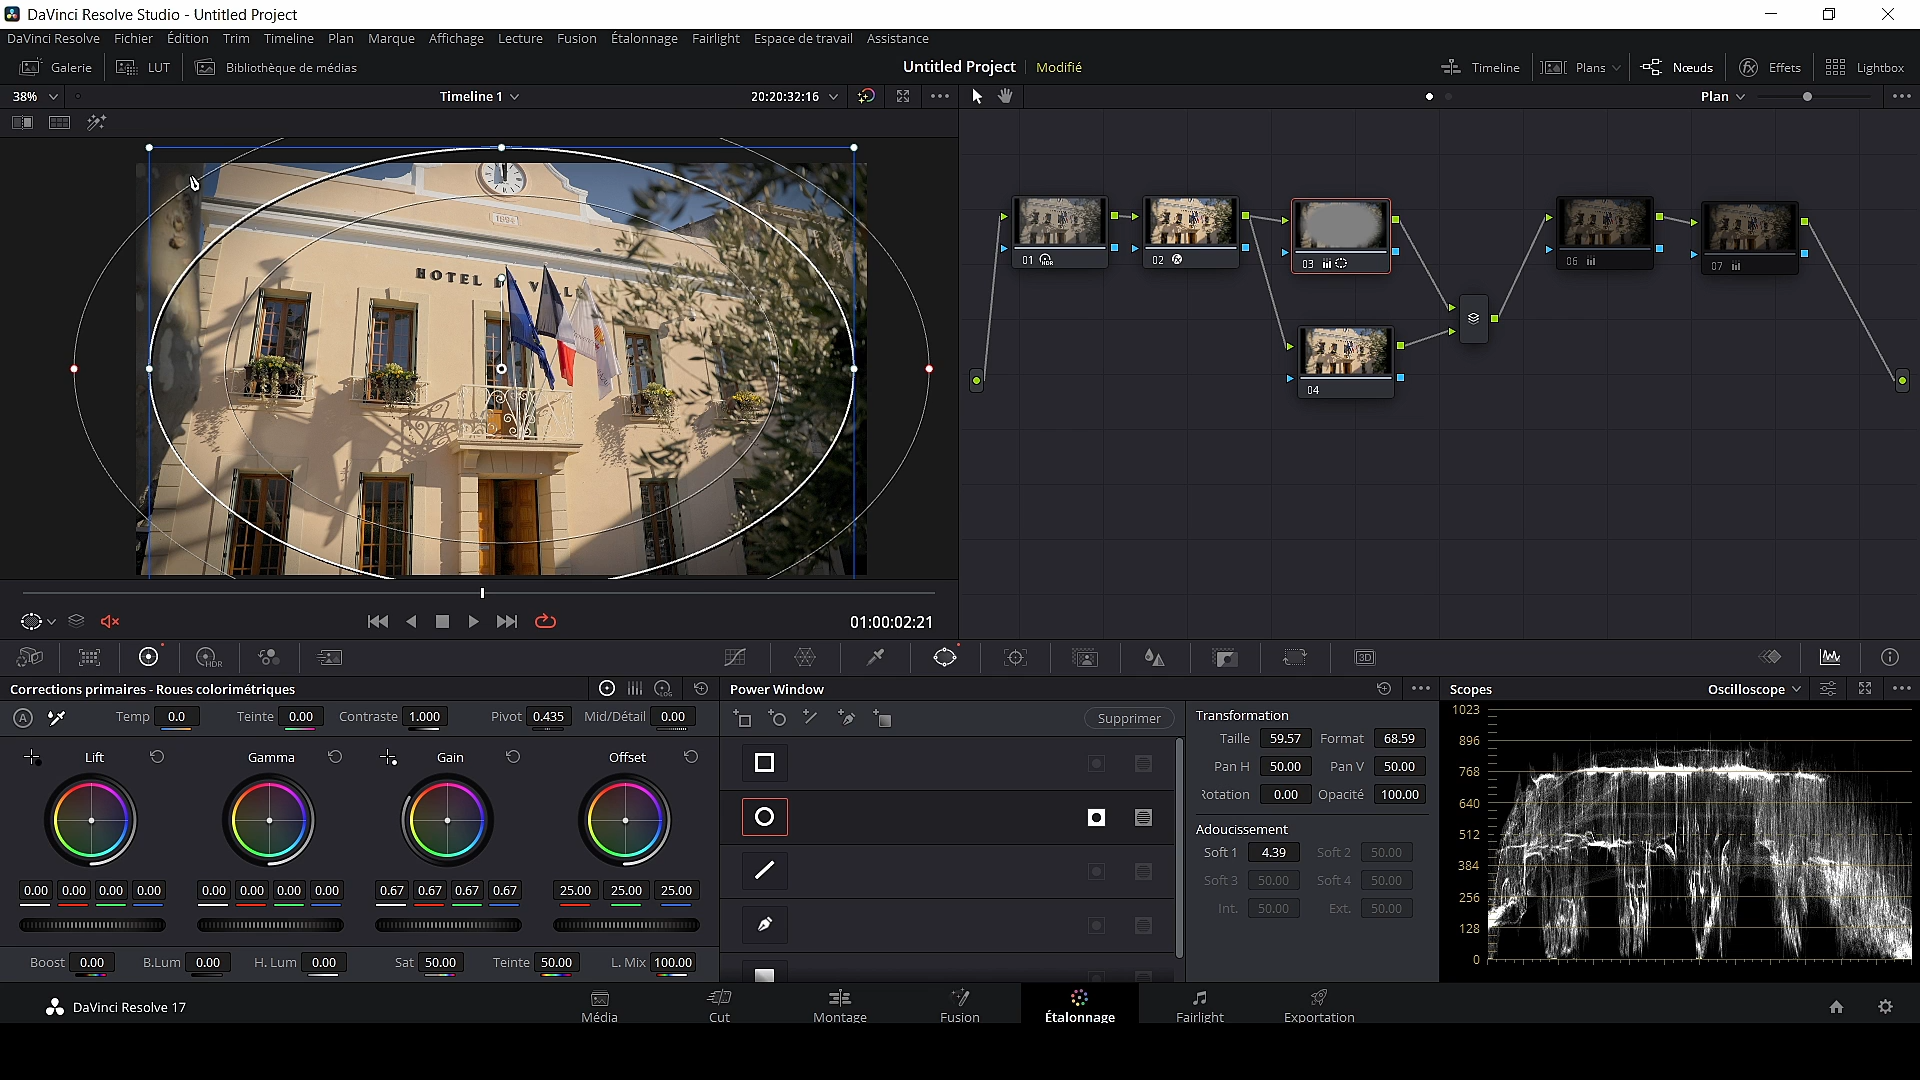 DaVinci Resolve Studio - Untitled Project
DaVinci Resolve Fichier Édition Trim Timeline Plan Marque Affichage Lecture Fusion Étalonnage Fairlight Espace de travail Assistance
Galerie LUT Bibliothèque de médias Untitled Project Modifié Timeline Plans Nœuds Effets Lightbox
38% Timeline 1 20:20:32:16 Plan
1884
HOTEL DE VILLE
01 HDR 02 03 06 07
04
01:00:02:21
HDR 3D
Corrections primaires - Roues colorimétriques LOG Power Window Scopes Oscilloscope
A Temp 0.0 Teinte 0.00 Contraste 1.000 Pivot 0.435 Mid/Détail 0.00 Supprimer
Lift Gamma Gain Offset
0.00 0.00 0.00 0.00 0.00 0.00 0.00 0.00 0.67 0.67 0.67 0.67 25.00 25.00 25.00
Boost 0.00 B.Lum 0.00 H. Lum 0.00 Sat 50.00 Teinte 50.00 L. Mix 100.00
Transformation
Taille 59.57 Format 68.59
Pan H 50.00 Pan V 50.00
Rotation 0.00 Opacité 100.00
Adoucissement
Soft 1 4.39 Soft 2 50.00
Soft 3 50.00 Soft 4 50.00
Int. 50.00 Ext. 50.00
1023
896
768
640
512
384
256
128
0
DaVinci Resolve 17 Média Cut Montage Fusion Étalonnage Fairlight Exportation